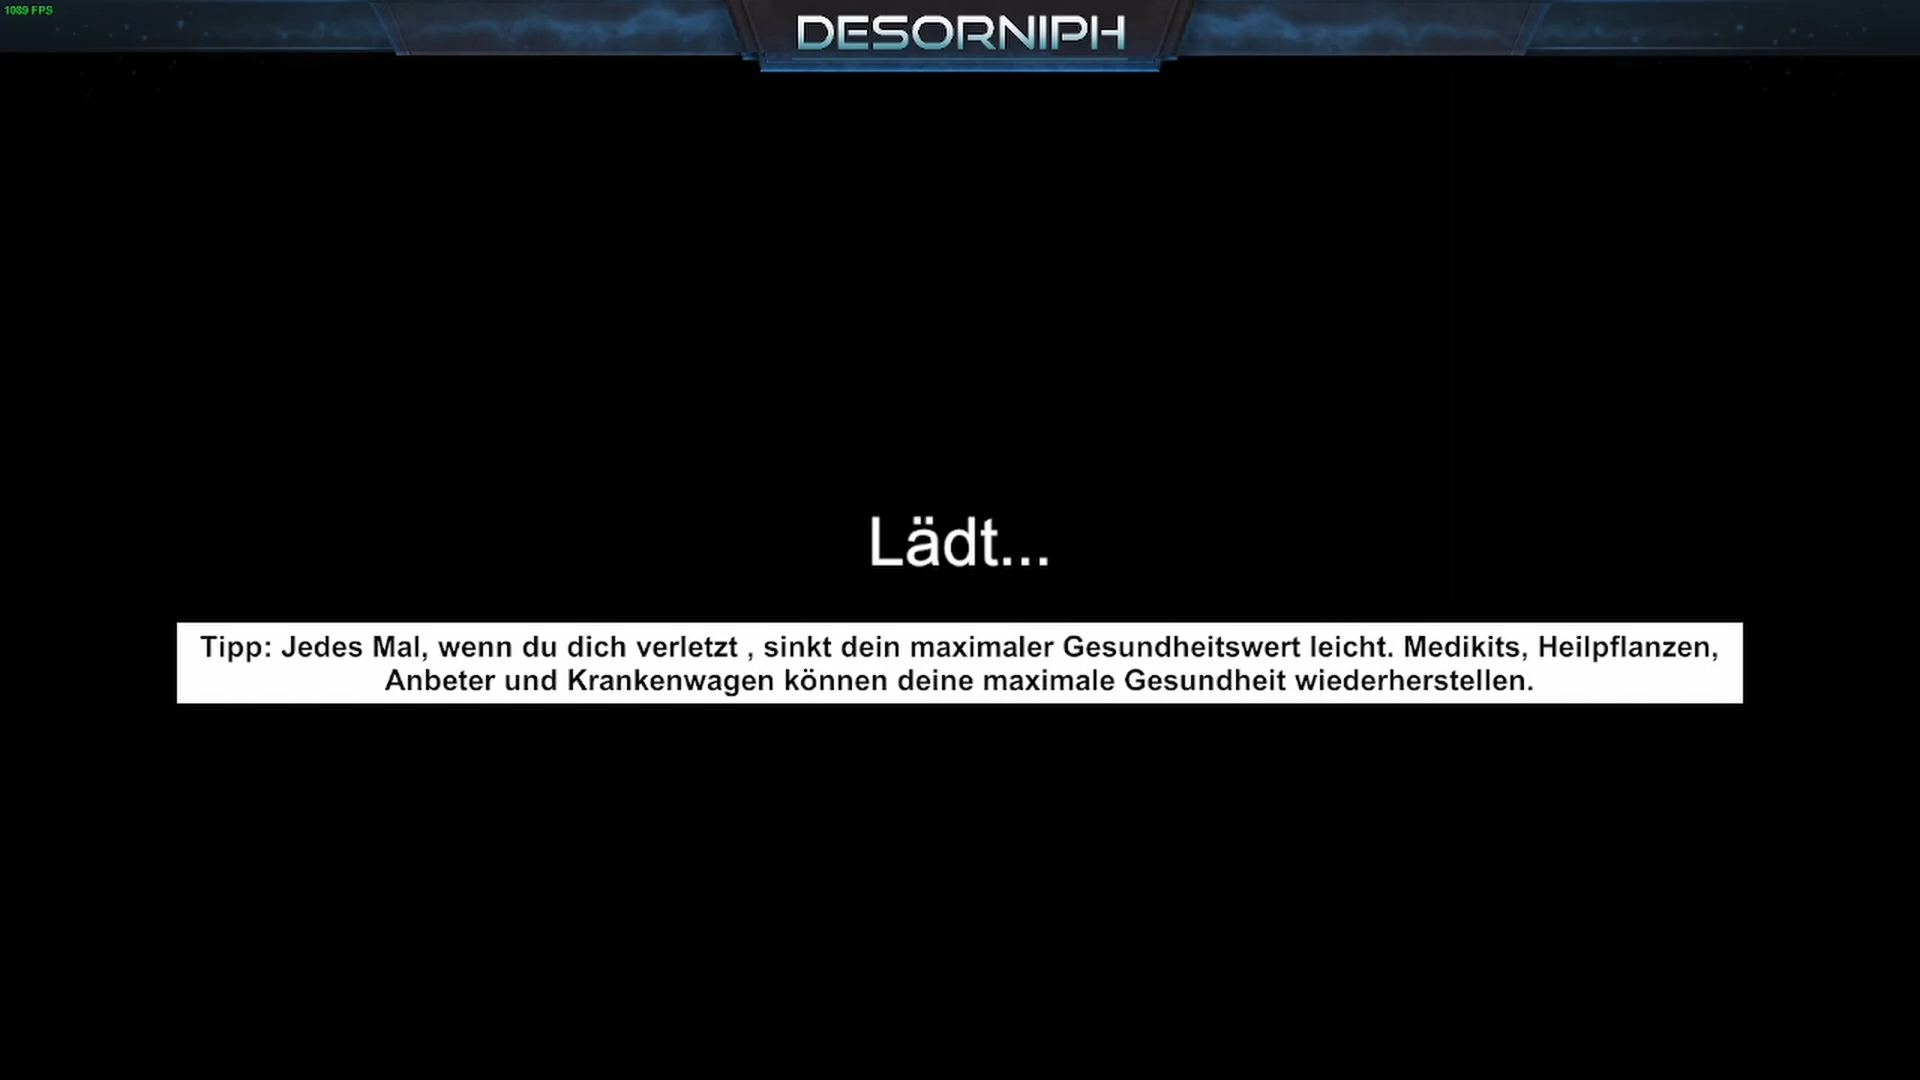 1089 FPS
DESORNIPH
Lädt...
Tipp: Jedes Mal, wenn du dich verletzt , sinkt dein maximaler Gesundheitswert leicht. Medikits, Heilpflanzen,
Anbeter und Krankenwagen können deine maximale Gesundheit wiederherstellen.